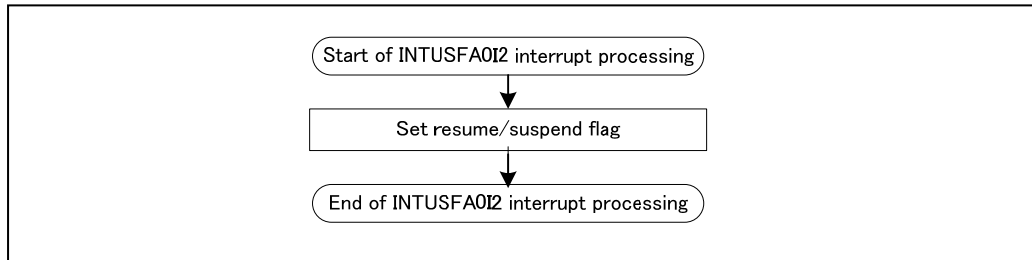 Start of INTUSFA0I2 interrupt processing
Set resume/suspend flag
End of INTUSFA0I2 interrupt processing